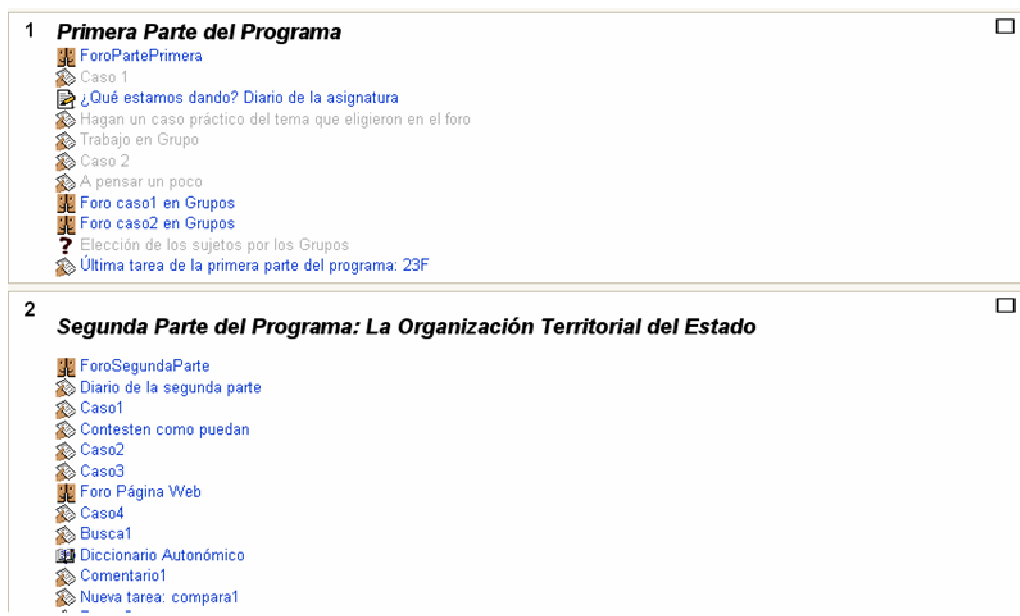 1 Primera Parte del Programa
ForoPartePrimera
Caso 1
¿Qué estamos dando? Diario de la asignatura
Hagan un caso práctico del tema que eligieron en el foro
Trabajo en Grupo
Caso 2
A pensar un poco
Foro caso1 en Grupos
Foro caso2 en Grupos
Elección de los sujetos por los Grupos
Última tarea de la primera parte del programa: 23F
2
Segunda Parte del Programa: La Organización Territorial del Estado
ForoSegundaParte
Diario de la segunda parte
Caso1
Contesten como puedan
Caso2
Caso3
Foro Página Web
Caso4
Busca1
Diccionario Autonómico
Comentario1
Nueva tarea: compara1